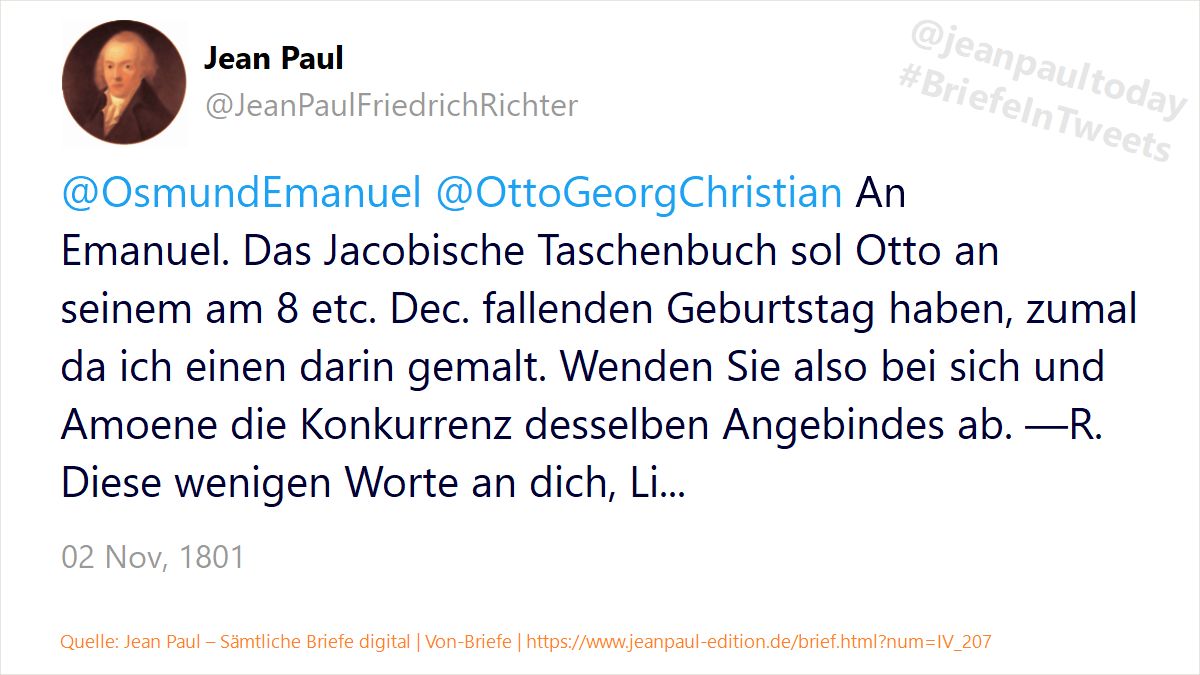 @jeanpaultoday
#BriefeInTweets
Jean Paul
@JeanPaulFriedrichRichter
@OsmundEmanuel @OttoGeorgChristian An
Emanuel. Das Jacobische Taschenbuch sol Otto an
seinem am 8 etc. Dec. fallenden Geburtstag haben, zumal
da ich einen darin gemalt. Wenden Sie also bei sich und
Amoene die Konkurrenz desselben Angebindes ab. —R.
Diese wenigen Worte an dich, Li...
02 Nov, 1801
Quelle: Jean Paul – Sämtliche Briefe digital | Von-Briefe | https://www.jeanpaul-edition.de/brief.html?num=IV_207